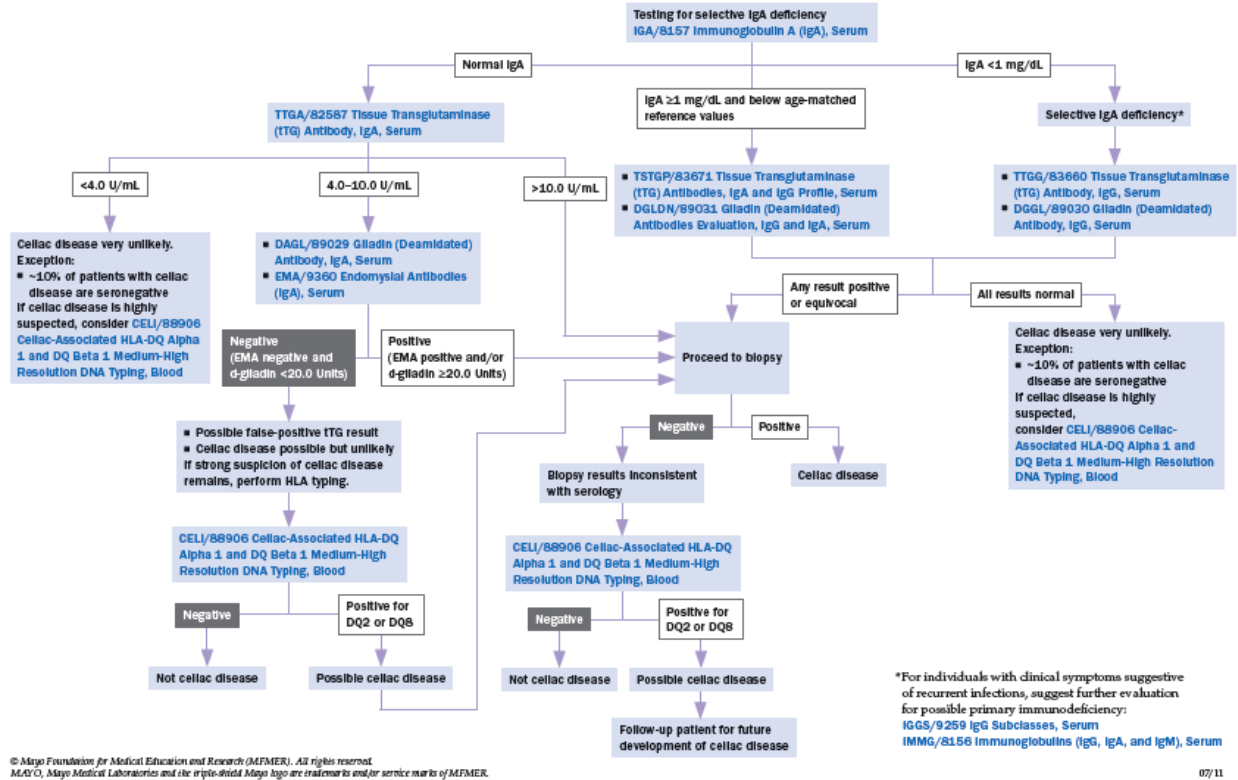 Testing for selective IgA deficiency
IGA/8157 Immunoglobulin A (IgA), Serum
Normal IgA
IgA <1 mg/dL
IgA ≥1 mg/dL and below age-matched
reference values
TTGA/82587 Tissue Transglutaminase
(tTG) Antibody, IgA, Serum
Selective IgA deficiency*
<4.0 U/mL
4.0–10.0 U/mL
>10.0 U/mL
▪ TSTGP/83671 Tissue Transglutaminase
(tTG) Antibodies, IgA and IgG Profile, Serum
▪ DGLDN/89031 Gliadin (Deamidated)
Antibodies Evaluation, IgG and IgA, Serum
▪ TTGG/83660 Tissue Transglutaminase
(tTG) Antibody, IgG, Serum
▪ DGGL/89030 Gliadin (Deamidated)
Antibody, IgG, Serum
Celiac disease very unlikely.
Exception:
▪ ~10% of patients with celiac
disease are seronegative
If celiac disease is highly
suspected, consider CELI/88906
Celiac-Associated HLA-DQ Alpha
1 and DQ Beta 1 Medium-High
Resolution DNA Typing, Blood
▪ DAGL/89029 Gliadin (Deamidated)
Antibody, IgA, Serum
▪ EMA/9360 Endomysial Antibodies
(IgA), Serum
Any result positive
or equivocal
All results normal
Negative
(EMA negative and
d-gliadin <20.0 Units)
Positive
(EMA positive and/or
d-gliadin ≥20.0 Units)
Proceed to biopsy
Celiac disease very unlikely.
Exception:
▪ ~10% of patients with celiac
disease are seronegative
If celiac disease is highly
suspected,
consider CELI/88906 Celiac-
Associated HLA-DQ Alpha 1 and
DQ Beta 1 Medium-High Resolution
DNA Typing, Blood
▪ Possible false-positive tTG result
▪ Celiac disease possible but unlikely
If strong suspicion of celiac disease
remains, perform HLA typing.
Negative
Positive
Biopsy results inconsistent
with serology
Celiac disease
CELI/88906 Celiac-Associated HLA-DQ
Alpha 1 and DQ Beta 1 Medium-High
Resolution DNA Typing, Blood
CELI/88906 Celiac-Associated HLA-DQ
Alpha 1 and DQ Beta 1 Medium-High
Resolution DNA Typing, Blood
Negative
Positive for
DQ2 or DQ8
Negative
Positive for
DQ2 or DQ8
Not celiac disease
Possible celiac disease
Not celiac disease
Possible celiac disease
Follow-up patient for future
development of celiac disease
*For individuals with clinical symptoms suggestive
of recurrent infections, suggest further evaluation
for possible primary immunodeficiency:
IGGS/9259 IgG Subclasses, Serum
IMMG/8156 Immunoglobulins (IgG, IgA, and IgM), Serum
© Mayo Foundation for Medical Education and Research (MFMER). All rights reserved.
MAYO, Mayo Medical Laboratories and the triple-shield Mayo logo are trademarks and/or service marks of MFMER.
07/11